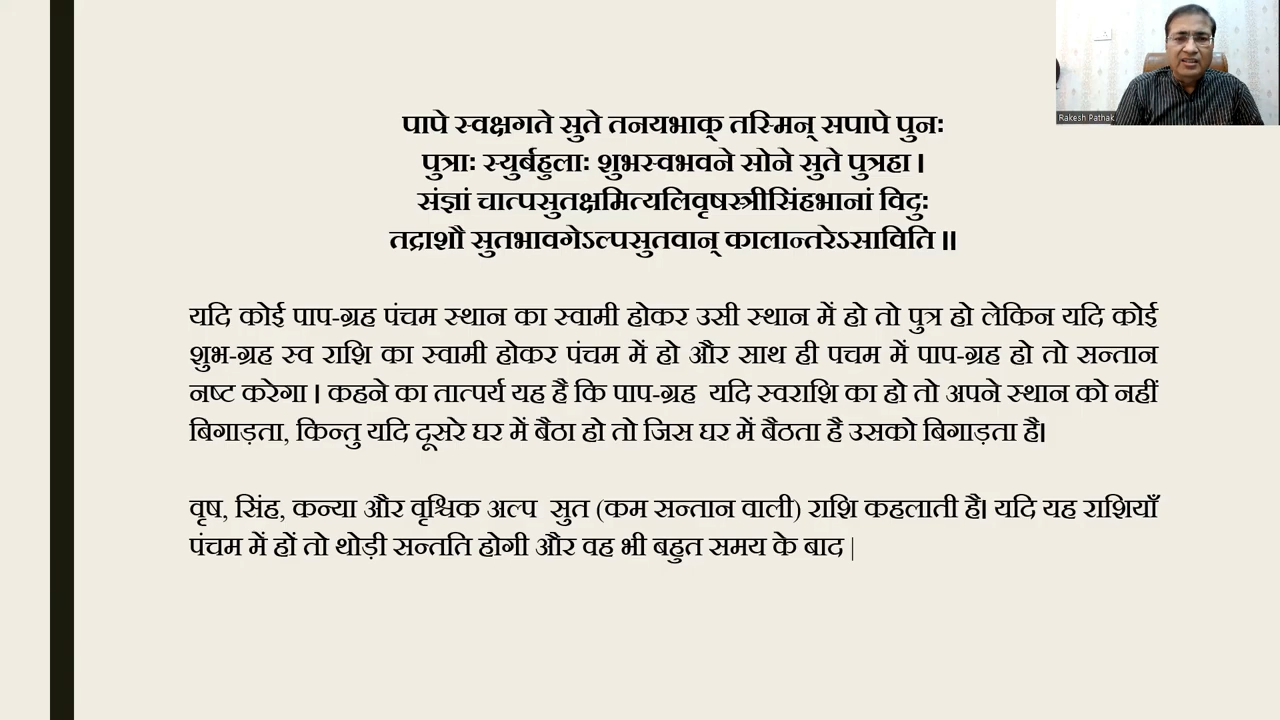 Rakesh Pathak
पापे स्वक्षगते सुते तनयभाक् तस्मिन् सपापे पुनः
पुत्राः स्युर्बहुलाः शुभस्वभवने सोने सुते पुत्रहा ।
संज्ञां चात्पसुतक्षमित्यलिवृषस्त्रीसिंहभानां विदुः
तद्राशौ सुतभावगेऽल्पसुतवान् कालान्तरेऽसाविति ॥
यदि कोई पाप-ग्रह पंचम स्थान का स्वामी होकर उसी स्थान में हो तो पुत्र हो लेकिन यदि कोई
शुभ-ग्रह स्व राशि का स्वामी होकर पंचम में हो और साथ ही पचम में पाप-ग्रह हो तो सन्तान
नष्ट करेगा । कहने का तात्पर्य यह है कि पाप-ग्रह यदि स्वराशि का हो तो अपने स्थान को नहीं
बिगाड़ता, किन्तु यदि दूसरे घर में बैठा हो तो जिस घर में बैठता है उसको बिगाड़ता है।
वृष, सिंह, कन्या और वृश्चिक अल्प सुत (कम सन्तान वाली) राशि कहलाती है। यदि यह राशियाँ
पंचम में हों तो थोड़ी सन्तति होगी और वह भी बहुत समय के बाद |